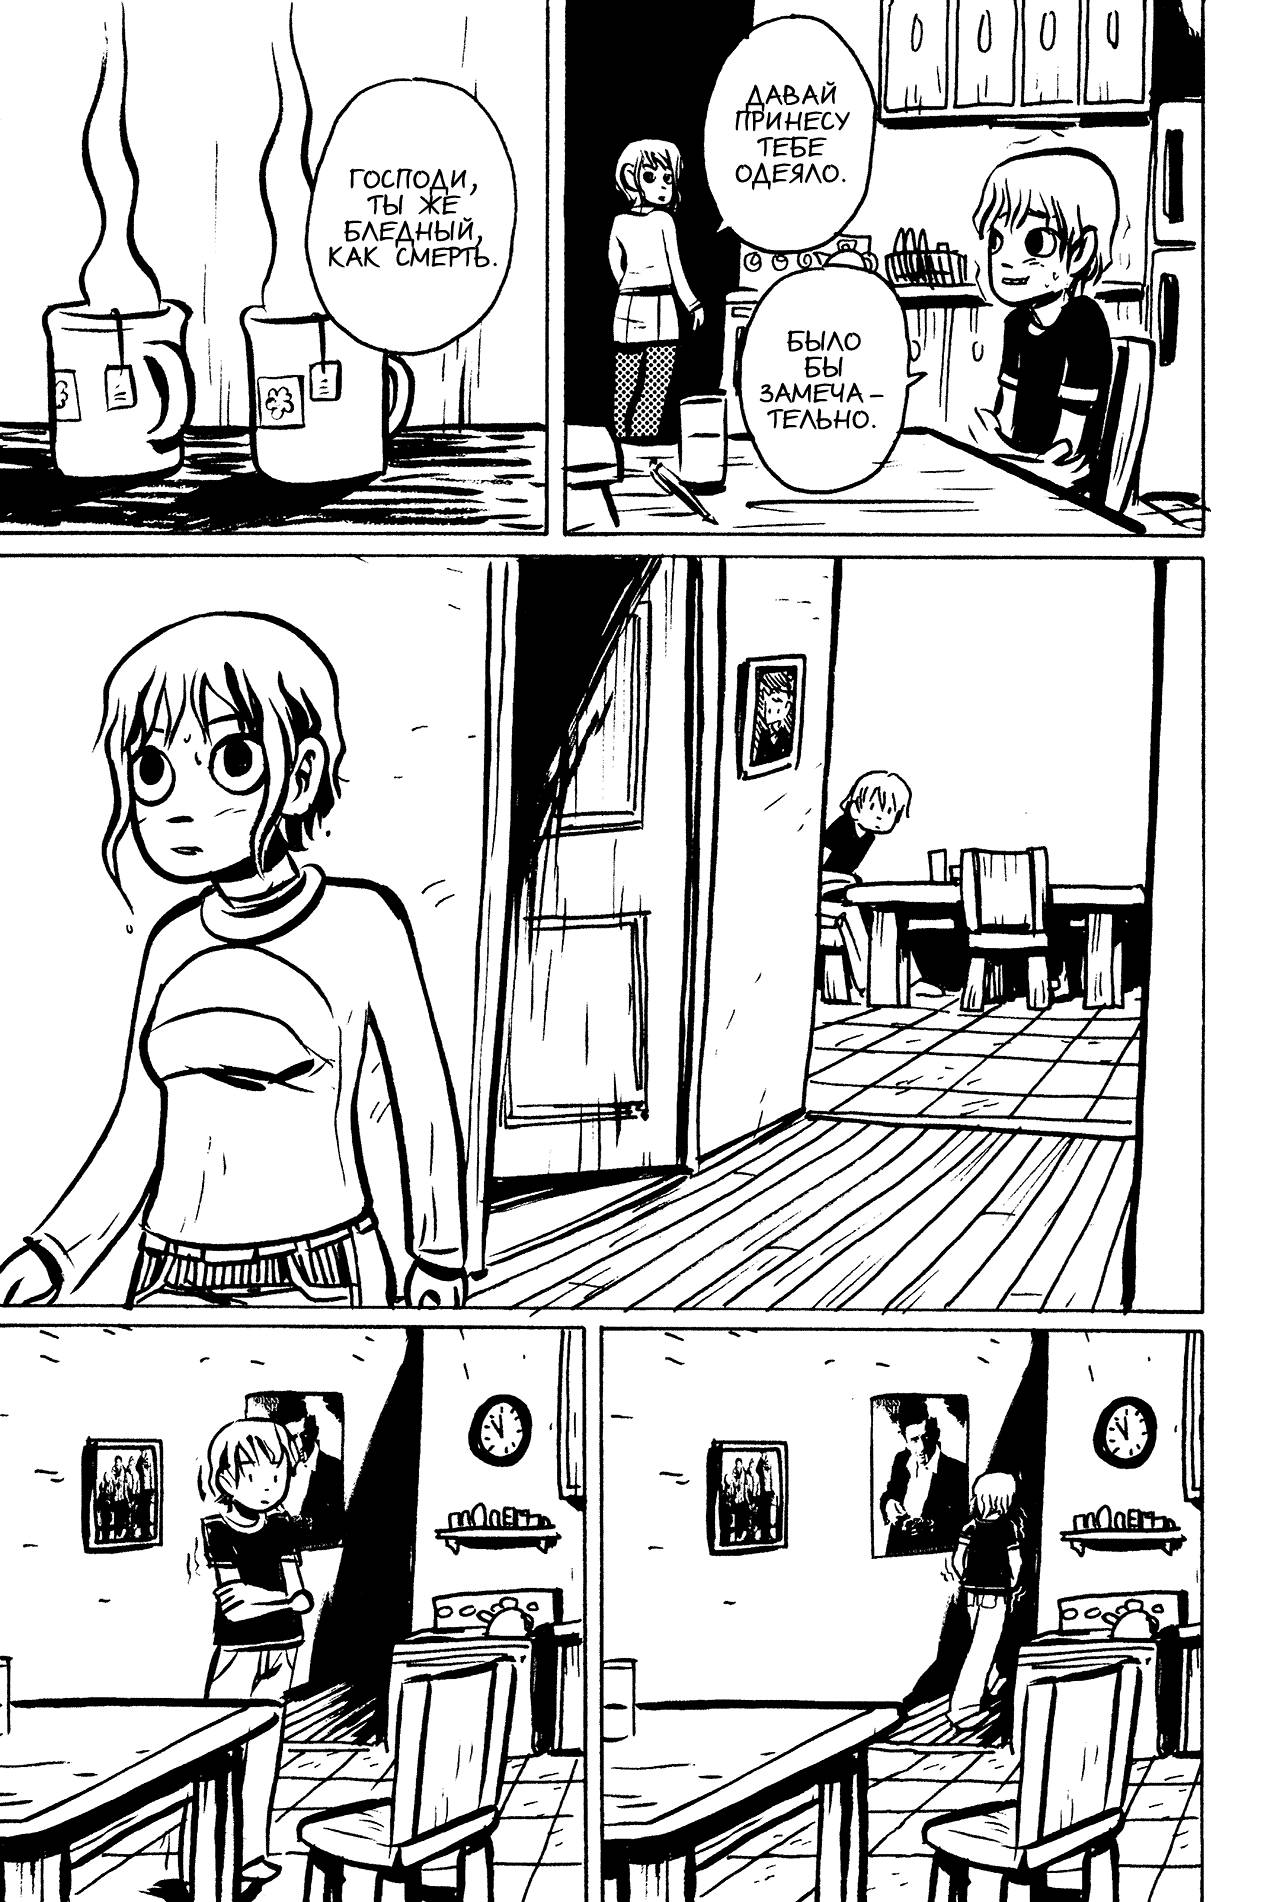 ГОСПОДИ,
ТЫ ЖЕ
БЛЕДНЫЙ,
КАК СМЕРТЬ.
ДАВАЙ
ПРИНЕСУ
ТЕБЕ
ОДЕЯЛО.
БЫЛО
БЫ
ЗАМЕЧА-
ТЕЛЬНО.